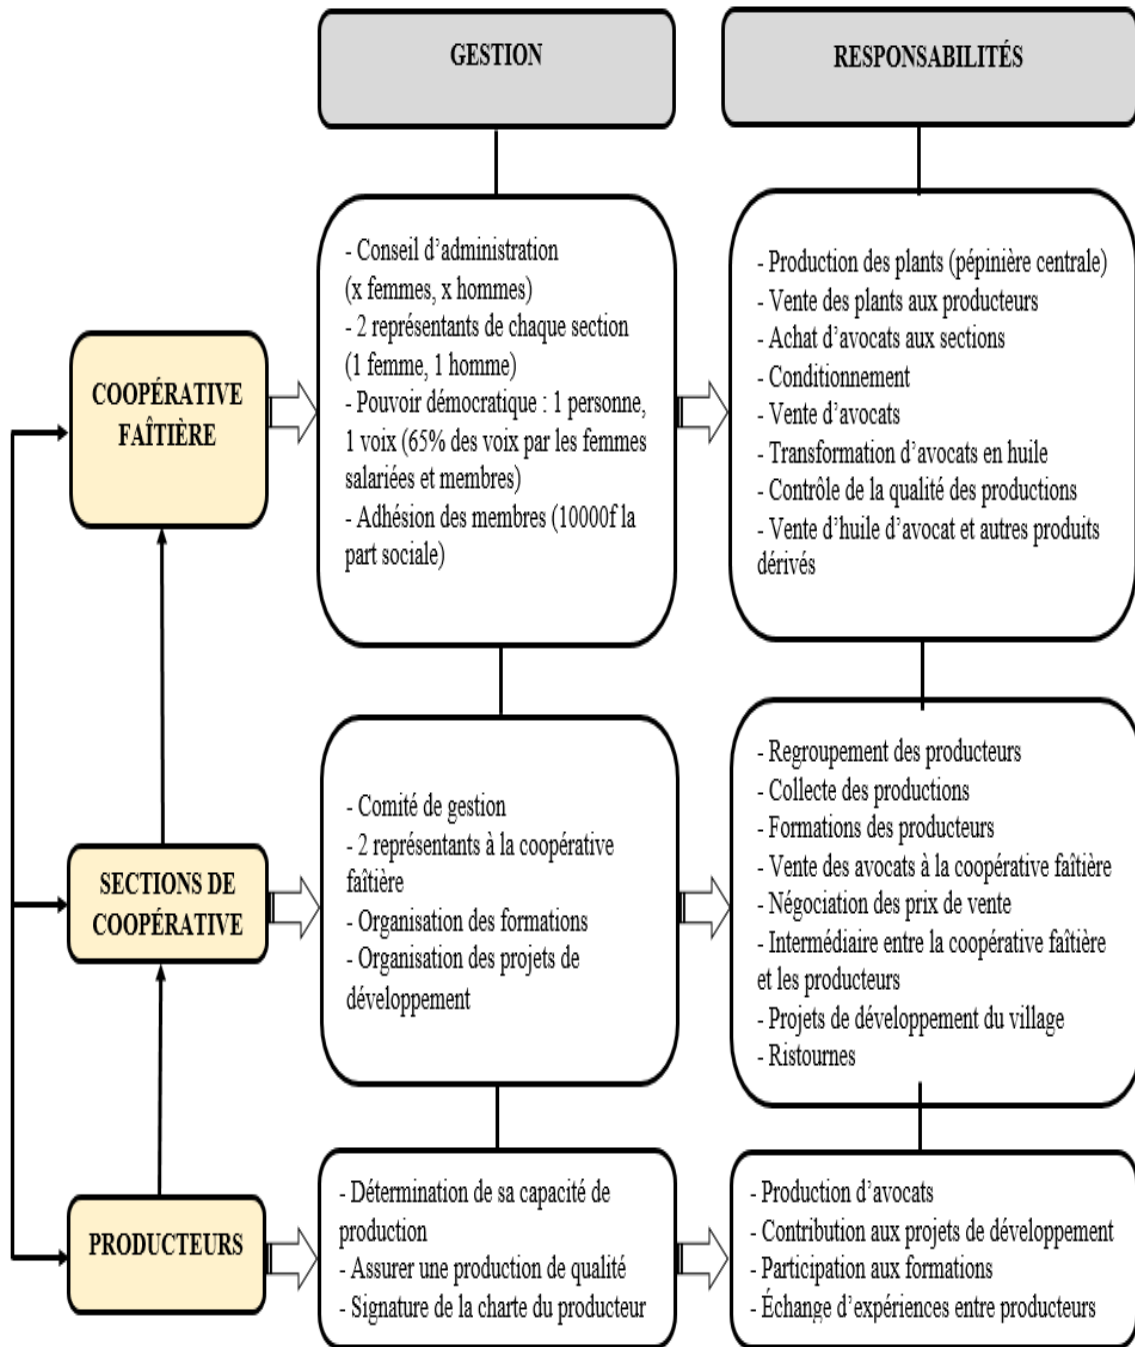 GESTION
RESPONSABILITÉS
COOPÉRATIVE
FAÎTIÈRE
- Conseil d’administration
(x femmes, x hommes)
- 2 représentants de chaque section
(1 femme, 1 homme)
- Pouvoir démocratique : 1 personne,
1 voix (65% des voix par les femmes
salariées et membres)
- Adhésion des membres (10000f la
part sociale)
- Production des plants (pépinière centrale)
- Vente des plants aux producteurs
- Achat d’avocats aux sections
- Conditionnement
- Vente d’avocats
- Transformation d’avocats en huile
- Contrôle de la qualité des productions
- Vente d’huile d’avocat et autres produits
dérivés
SECTIONS DE
COOPÉRATIVE
- Comité de gestion
- 2 représentants à la coopérative
faîtière
- Organisation des formations
- Organisation des projets de
développement
- Regroupement des producteurs
- Collecte des productions
- Formations des producteurs
- Vente des avocats à la coopérative faîtière
- Négociation des prix de vente
- Intermédiaire entre la coopérative faîtière
et les producteurs
- Projets de développement du village
- Ristournes
PRODUCTEURS
- Détermination de sa capacité de
production
- Assurer une production de qualité
- Signature de la charte du producteur
- Production d’avocats
- Contribution aux projets de développement
- Participation aux formations
- Échange d’expériences entre producteurs